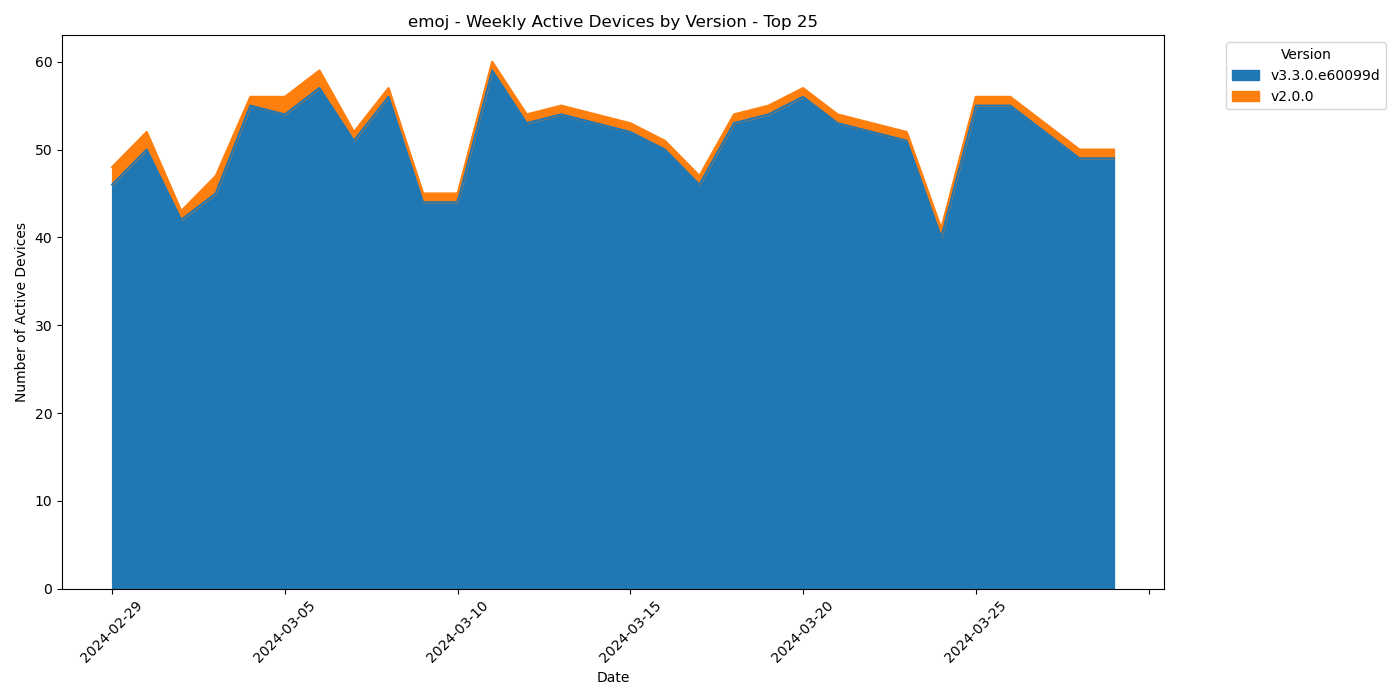 emoj - Weekly Active Devices by Version - Top 25
Version
v3.3.0.e60099d
v2.0.0
Number of Active Devices
60
50
40
30
20
10
0
2024-02-29
2024-03-05
2024-03-10
2024-03-15
2024-03-20
2024-03-25
Date